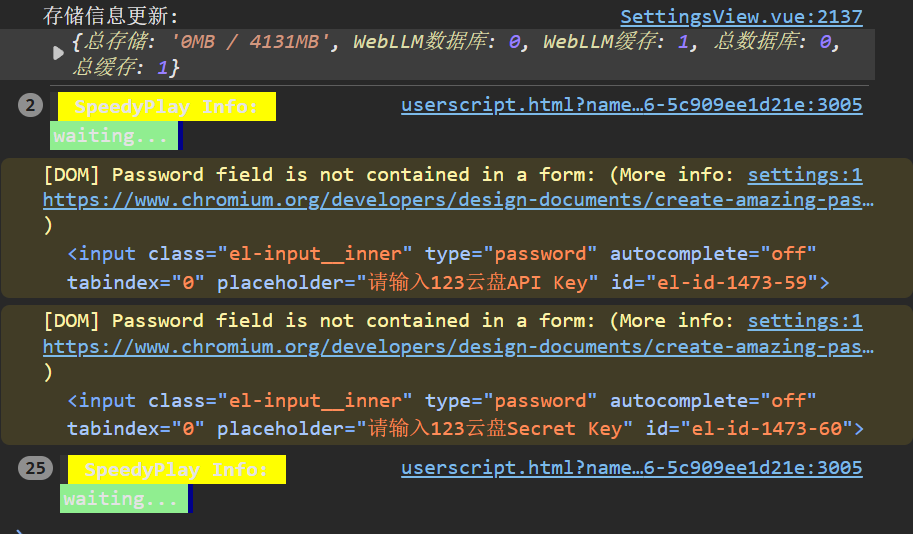 存储信息更新: SettingsView.vue:2137
{总存储: '0MB / 4131MB', WebLLM数据库: 0, WebLLM缓存: 1, 总数据库: 0,
总缓存: 1}
2 SpeedyPlay Info: userscript.html?name…6-5c909ee1d21e:3005
waiting...
[DOM] Password field is not contained in a form: (More info: settings:1
https://www.chromium.org/developers/design-documents/create-amazing-pas…
)
<input class="el-input__inner" type="password" autocomplete="off"
tabindex="0" placeholder="请输入123云盘API Key" id="el-id-1473-59">
[DOM] Password field is not contained in a form: (More info: settings:1
https://www.chromium.org/developers/design-documents/create-amazing-pas…
)
<input class="el-input__inner" type="password" autocomplete="off"
tabindex="0" placeholder="请输入123云盘Secret Key" id="el-id-1473-60">
25 SpeedyPlay Info: userscript.html?name…6-5c909ee1d21e:3005
waiting...